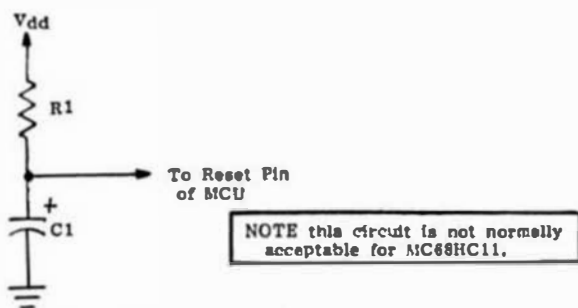 Vdd
R1
To Reset Pin
of MCU
+
C1
NOTE this circuit is not normally
acceptable for MC68HC11.